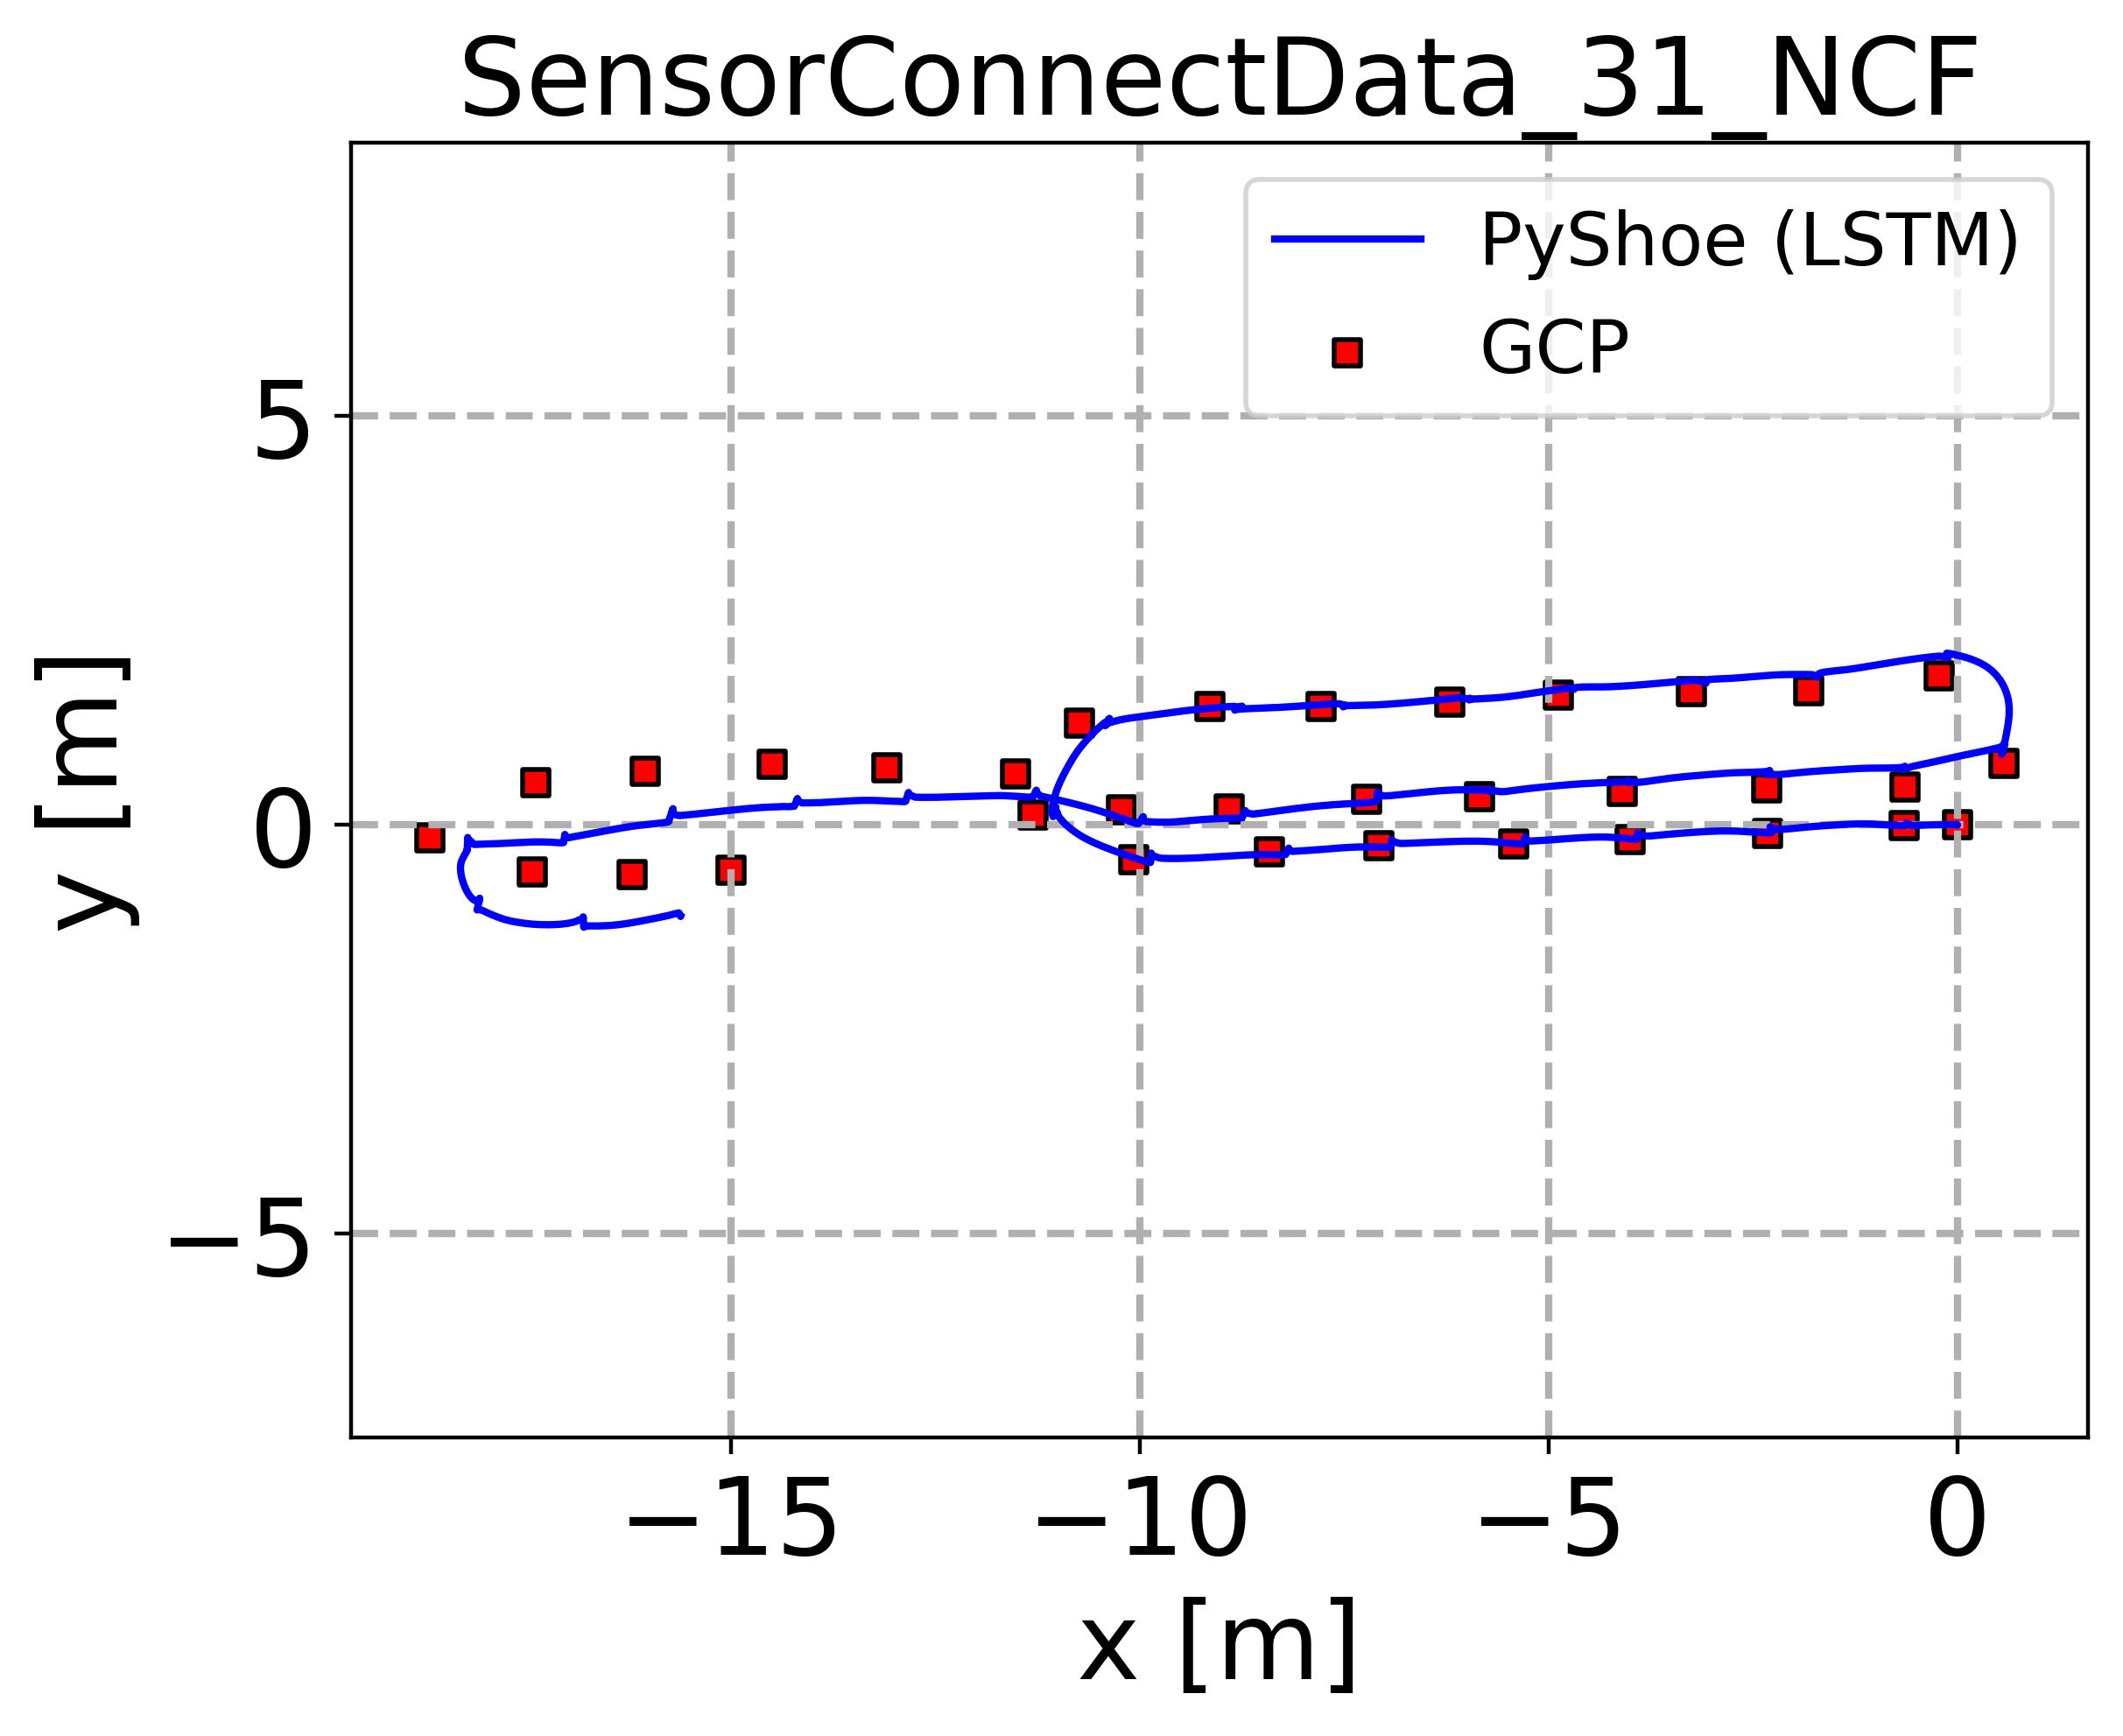 SensorConnectData_31_NCF
PyShoe (LSTM)
GCP
5
0
−5
y [m]
−15 −10 −5 0
x [m]